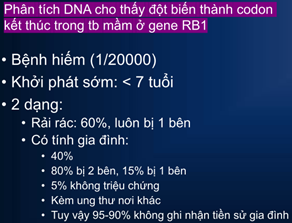 Phân tích DNA cho thấy đột biến thành codon
kết thúc trong tb mầm ở gene RB1
• Bệnh hiếm (1/20000)
• Khởi phát sớm: < 7 tuổi
• 2 dạng:
• Rải rác: 60%, luôn bị 1 bên
• Có tính gia đình:
• 40%
• 80% bị 2 bên, 15% bị 1 bên
• 5% không triệu chứng
• Kèm ung thư nơi khác
• Tuy vậy 95-90% không ghi nhận tiền sử gia đình